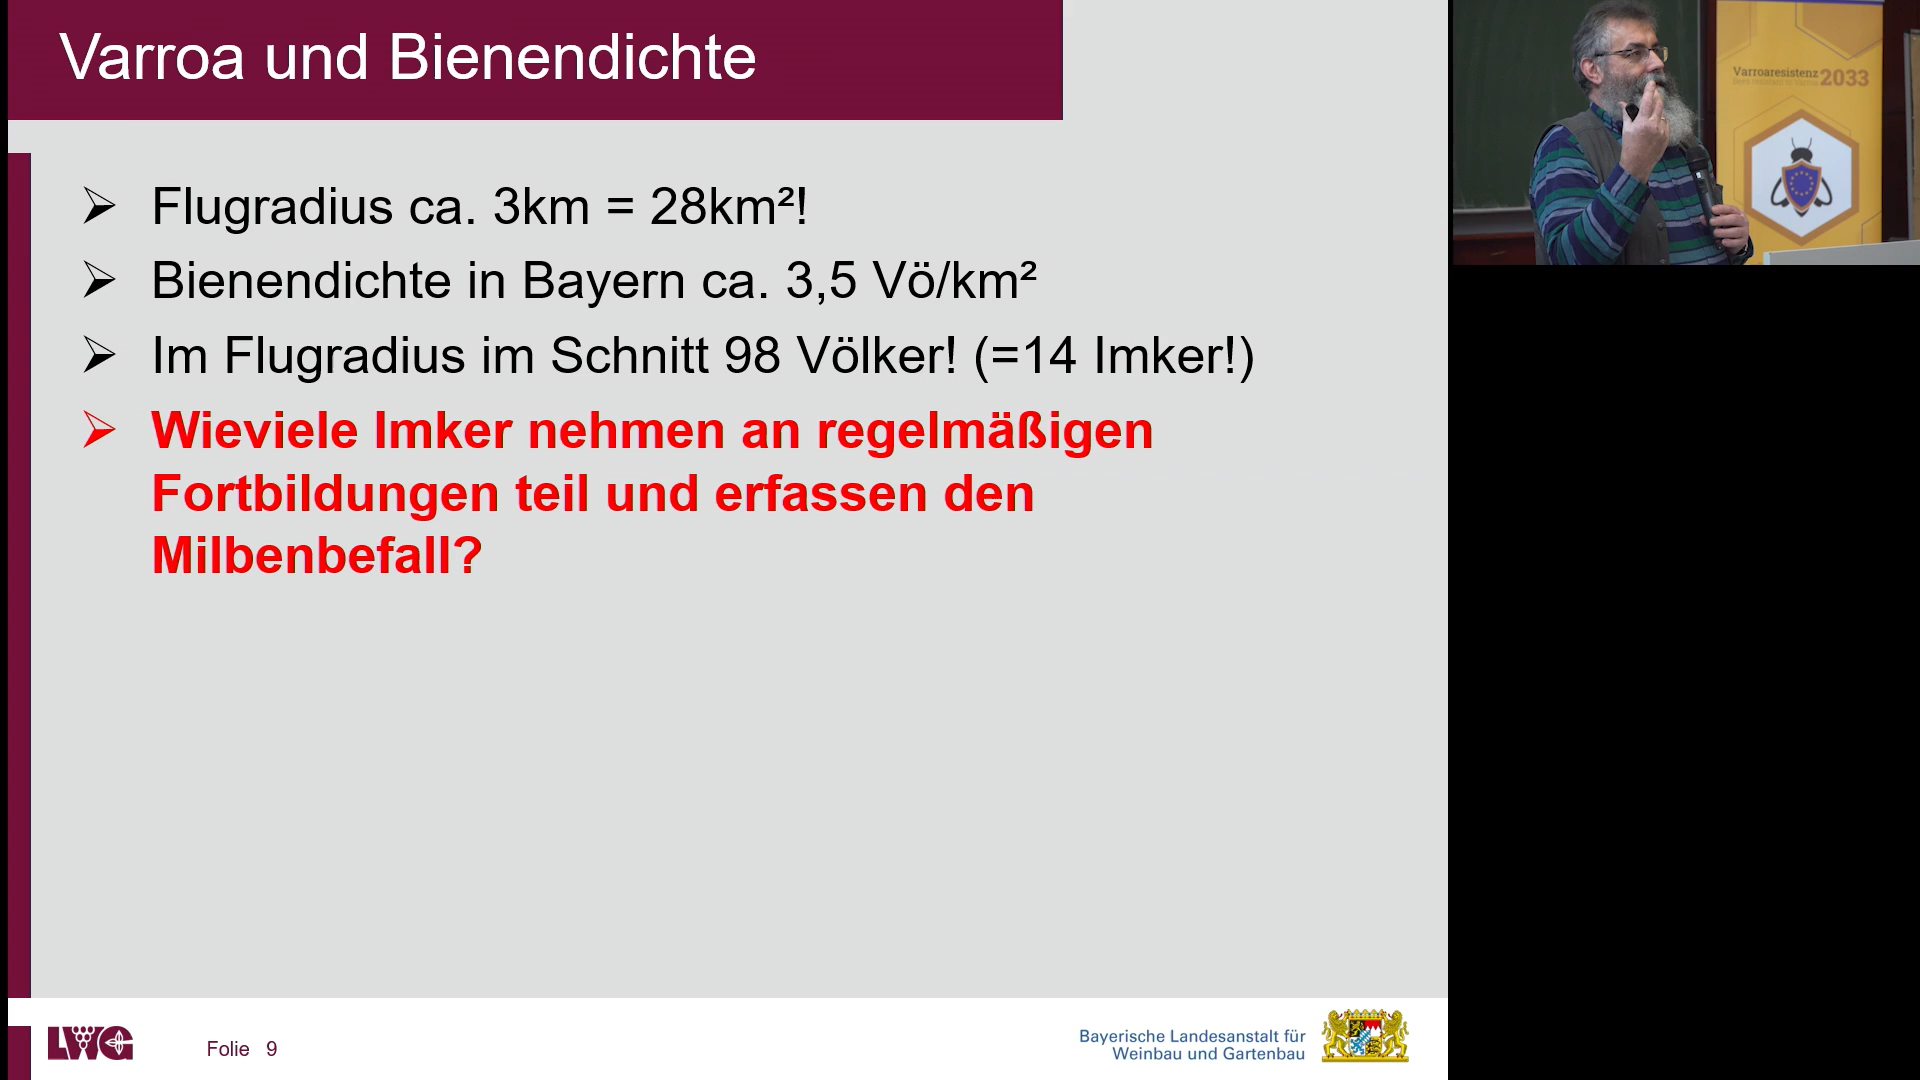 Varroa und Bienendichte
Flugradius ca. 3km = 28km²!
Bienendichte in Bayern ca. 3,5 Vö/km²
Im Flugradius im Schnitt 98 Völker! (=14 Imker!)
Wieviele Imker nehmen an regelmäßigen
Fortbildungen teil und erfassen den
Milbenbefall?
LWG
Folie 9
Bayerische Landesanstalt für
Weinbau und Gartenbau
Varroaresistenz 2033